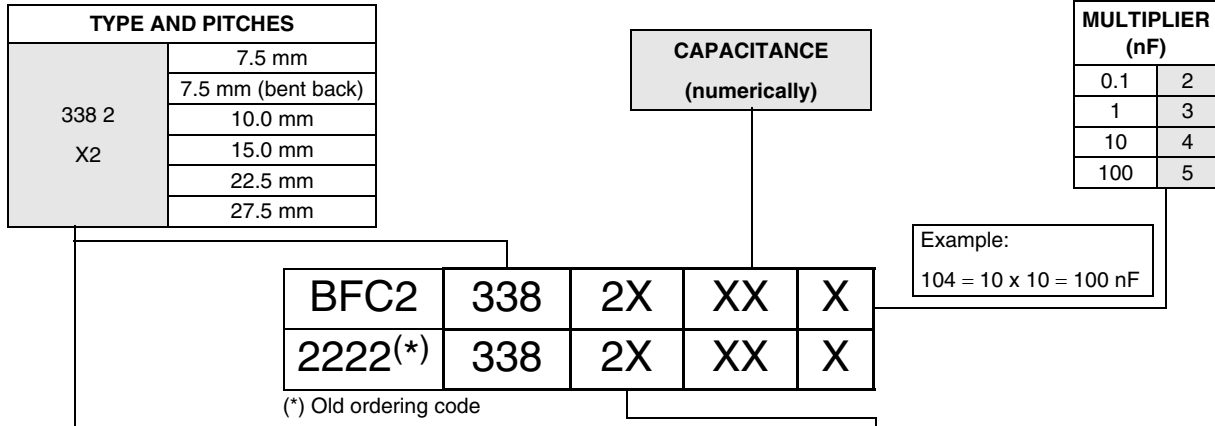 TYPE AND PITCHES
338 2
X2
7.5 mm
7.5 mm (bent back)
10.0 mm
15.0 mm
22.5 mm
27.5 mm
CAPACITANCE
(numerically)
MULTIPLIER
(nF)
0.1 2
1 3
10 4
100 5
Example:
104 = 10 x 10 = 100 nF
BFC2 338 2X XX X
2222(*) 338 2X XX X
(*) Old ordering code